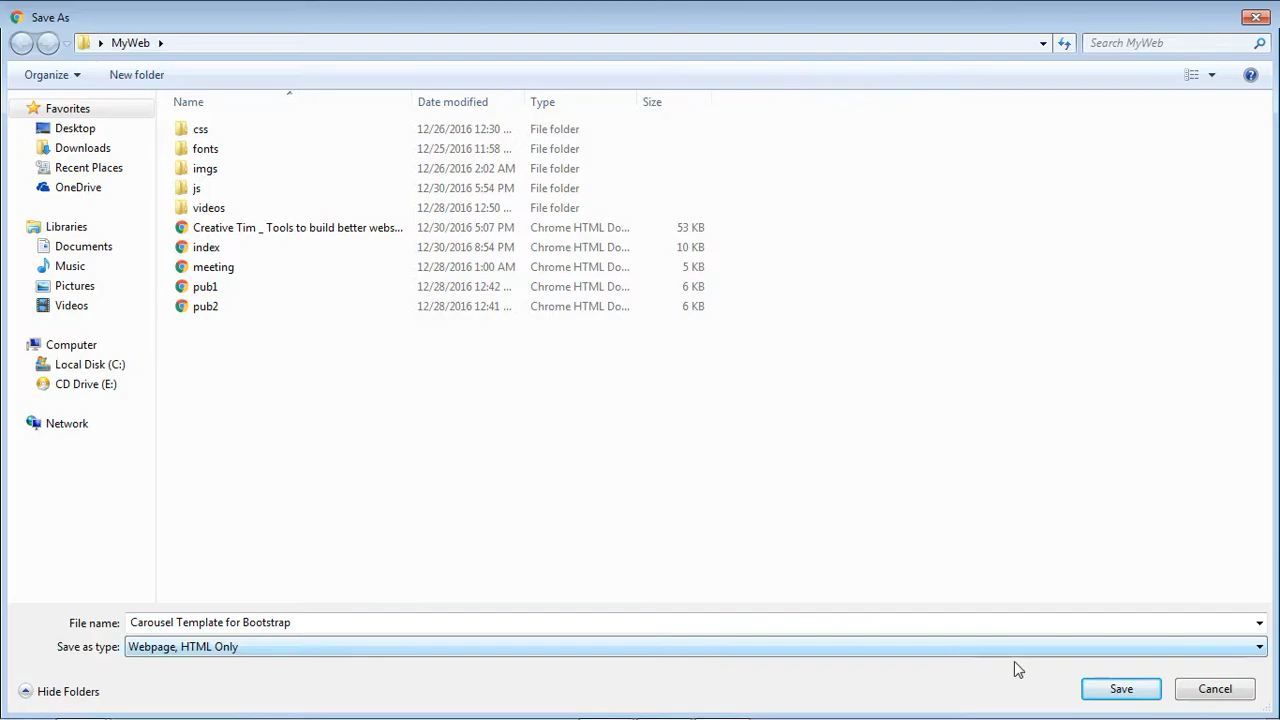 Save As
MyWeb
Search MyWeb
Organize New folder
Name Date modified Type Size
Favorites
Desktop
Downloads
Recent Places
OneDrive
Libraries
Documents
Music
Pictures
Videos
Computer
Local Disk (C:)
CD Drive (E:)
Network
css 12/26/2016 12:30 ... File folder
fonts 12/25/2016 11:58 ... File folder
imgs 12/26/2016 2:02 AM File folder
js 12/30/2016 5:54 PM File folder
videos 12/28/2016 12:50 ... File folder
Creative Tim _ Tools to build better webs... 12/30/2016 5:07 PM Chrome HTML Do... 53 KB
index 12/30/2016 8:54 PM Chrome HTML Do... 10 KB
meeting 12/28/2016 1:00 AM Chrome HTML Do... 5 KB
pub1 12/28/2016 12:42 ... Chrome HTML Do... 6 KB
pub2 12/28/2016 12:41 ... Chrome HTML Do... 6 KB
File name: Carousel Template for Bootstrap
Save as type: Webpage, HTML Only
Hide Folders Save Cancel